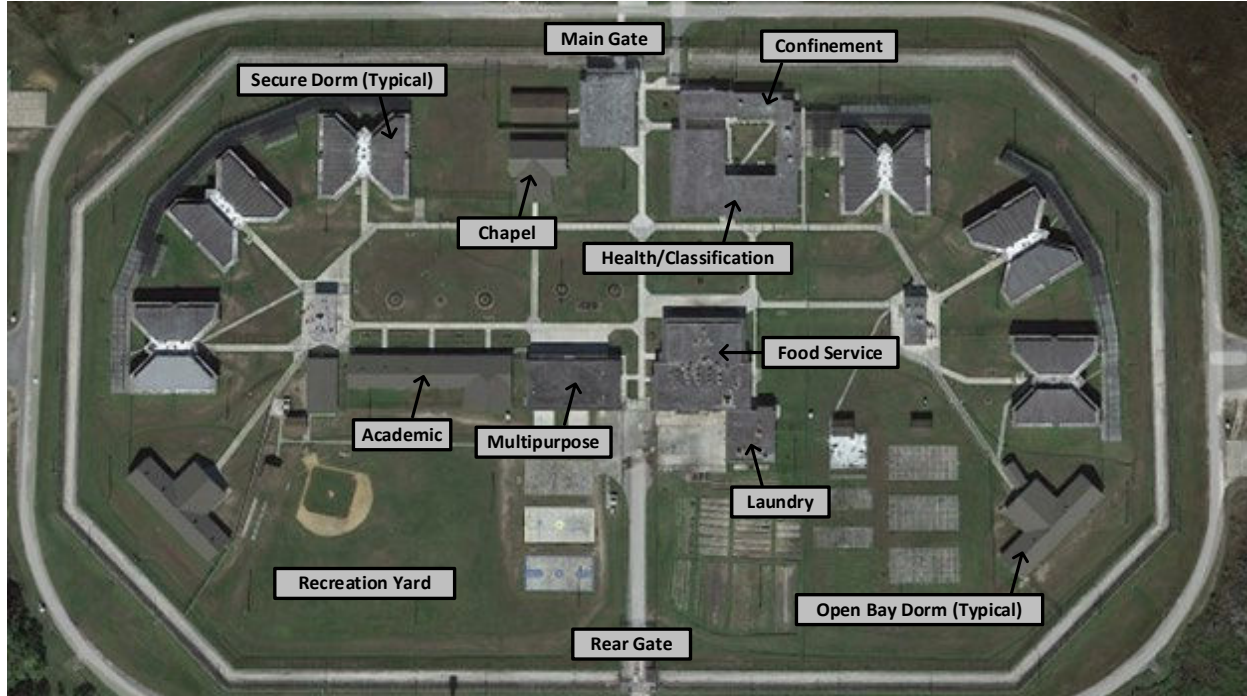 Main Gate
Confinement
Secure Dorm (Typical)
Chapel
Health/Classification
Food Service
Academic
Multipurpose
Laundry
Recreation Yard
Open Bay Dorm (Typical)
Rear Gate